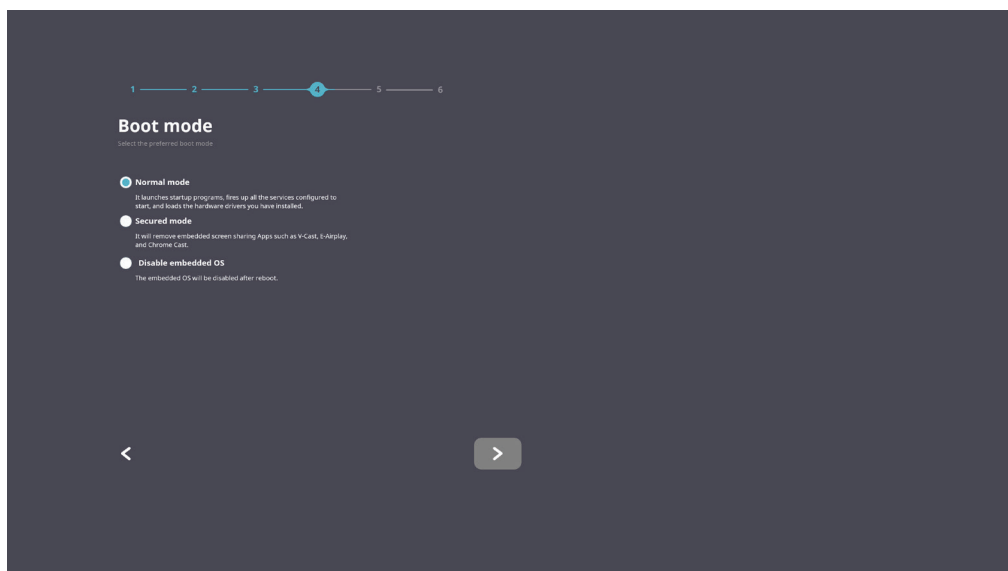 1 2 3 4 5 6
Boot mode
Select the preferred boot mode
Normal mode
It launches startup programs, fires up all the services configured to
start, and loads the hardware drivers you have installed.
Secured mode
It will remove embedded screen sharing Apps such as V-Cast, E-Airplay,
and Chrome Cast.
Disable embedded OS
The embedded OS will be disabled after reboot.